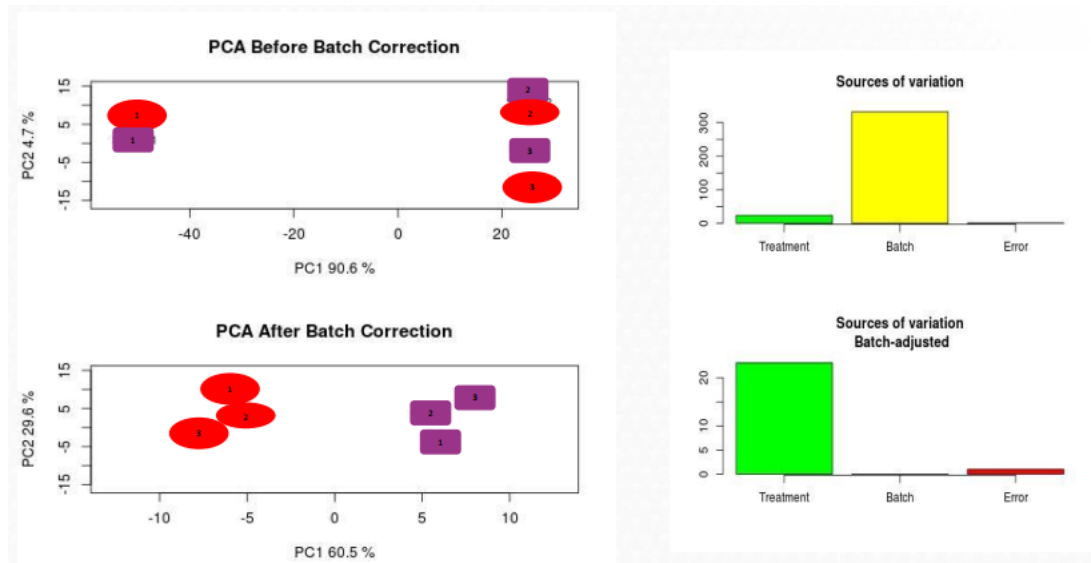 PCA Before Batch Correction
15
5
-5
-15
PC2 4.7 %
1
1
2
2
3
3
-40
-20
0
20
PC1 90.6 %
Sources of variation
300
200
100
0
Treatment
Batch
Error
PCA After Batch Correction
15
5
-5
-15
PC2 29.6 %
1
2
3
3
2
1
-10
-5
0
5
10
PC1 60.5 %
Sources of variation
Batch-adjusted
20
15
10
5
0
Treatment
Batch
Error